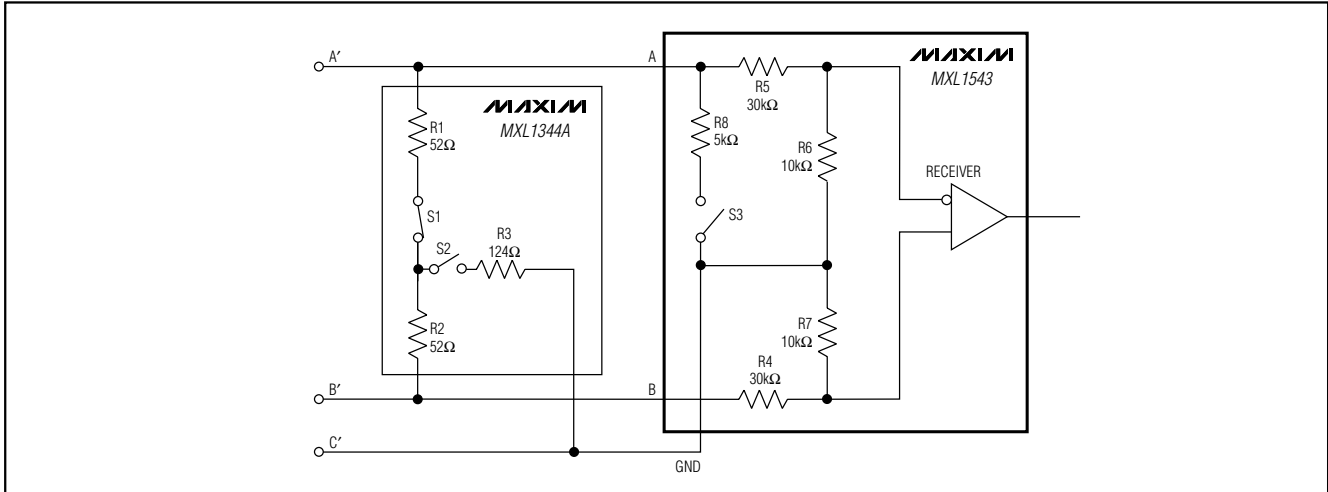 A′
A
MAXIM
MXL1543
R5
30kΩ
MAXIM
MXL1344A
R1
52Ω
R8
5kΩ
R6
10kΩ
RECEIVER
S1
S3
S2
R3
124Ω
R2
52Ω
R7
10kΩ
R4
30kΩ
B′
B
C′
GND